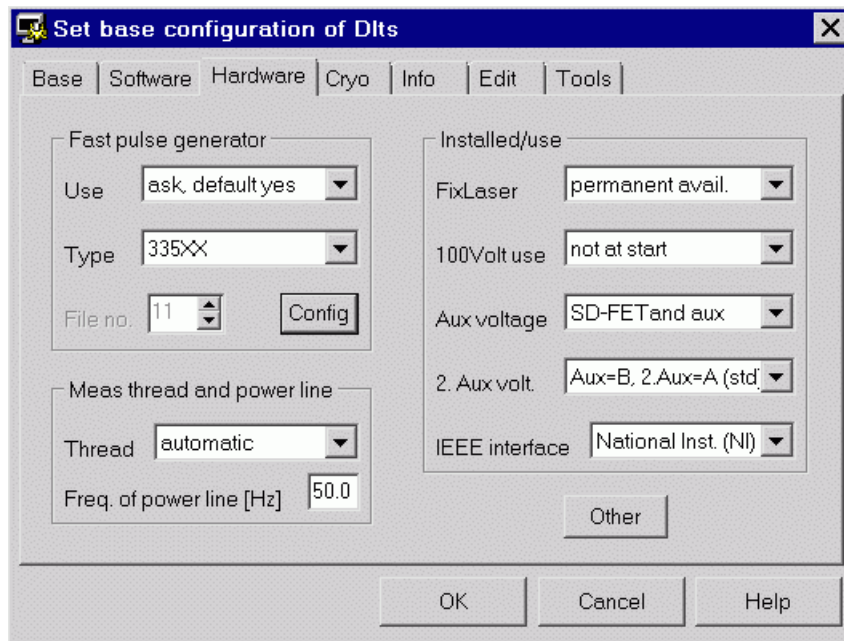 Set base configuration of Dlts
Base Software Hardware Cryo Info Edit Tools
Fast pulse generator
Use ask, default yes
Type 335XX
File no. 11 Config
Meas thread and power line
Thread automatic
Freq. of power line [Hz] 50.0
Installed/use
FixLaser permanent avail.
100Volt use not at start
Aux voltage SD-FETand aux
2. Aux volt. Aux=B, 2.Aux=A (std)
IEEE interface National Inst. (NI)
Other
OK Cancel Help